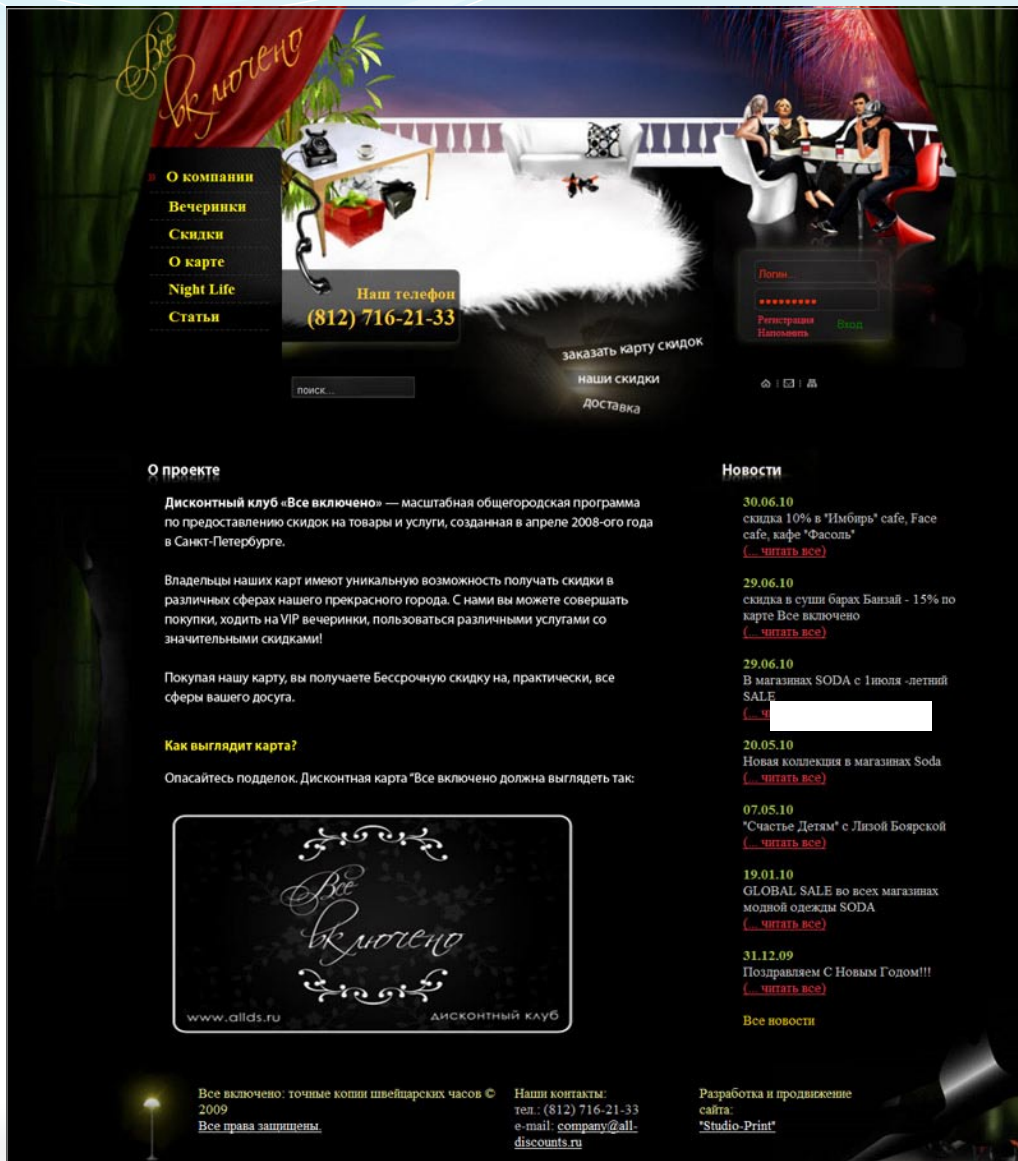 Все
включено
» О компании
Вечеринки
Скидки
О карте
Night Life
Статьи
Наш телефон
(812) 716-21-33
Логин...
Регистрация
Напомнить
Вход
заказать карту скидок
наши скидки
доставка
поиск...
О проекте
Дисконтный клуб «Все включено» — масштабная общегородская программа
по предоставлению скидок на товары и услуги, созданная в апреле 2008-ого года
в Санкт-Петербурге.
Владельцы наших карт имеют уникальную возможность получать скидки в
различных сферах нашего прекрасного города. С нами вы можете совершать
покупки, ходить на VIP вечеринки, пользоваться различными услугами со
значительными скидками!
Покупая нашу карту, вы получаете Бессрочную скидку на, практически, все
сферы вашего досуга.
Как выглядит карта?
Опасайтесь подделок. Дисконтная карта "Все включено должна выглядеть так:
Все
включено
www.allds.ru
дисконтный клуб
Новости
30.06.10
скидка 10% в "Имбирь" cafe, Face
cafe, кафе "Фасоль"
(... читать все)
29.06.10
скидка в суши барах Банзай - 15% по
карте Все включено
(... читать все)
29.06.10
В магазинах SODA с 1июля -летний
SALE
(...
20.05.10
Новая коллекция в магазинах Soda
(... читать все)
07.05.10
"Счастье Детям" с Лизой Боярской
(... читать все)
19.01.10
GLOBAL SALE во всех магазинах
модной одежды SODA
(... читать все)
31.12.09
Поздравляем С Новым Годом!!!
(... читать все)
Все новости
Все включено: точные копии швейцарских часов ©
2009
Все права защищены.
Наши контакты:
тел.: (812) 716-21-33
e-mail: company@all-
discounts.ru
Разработка и продвижение
сайта:
"Studio-Print"